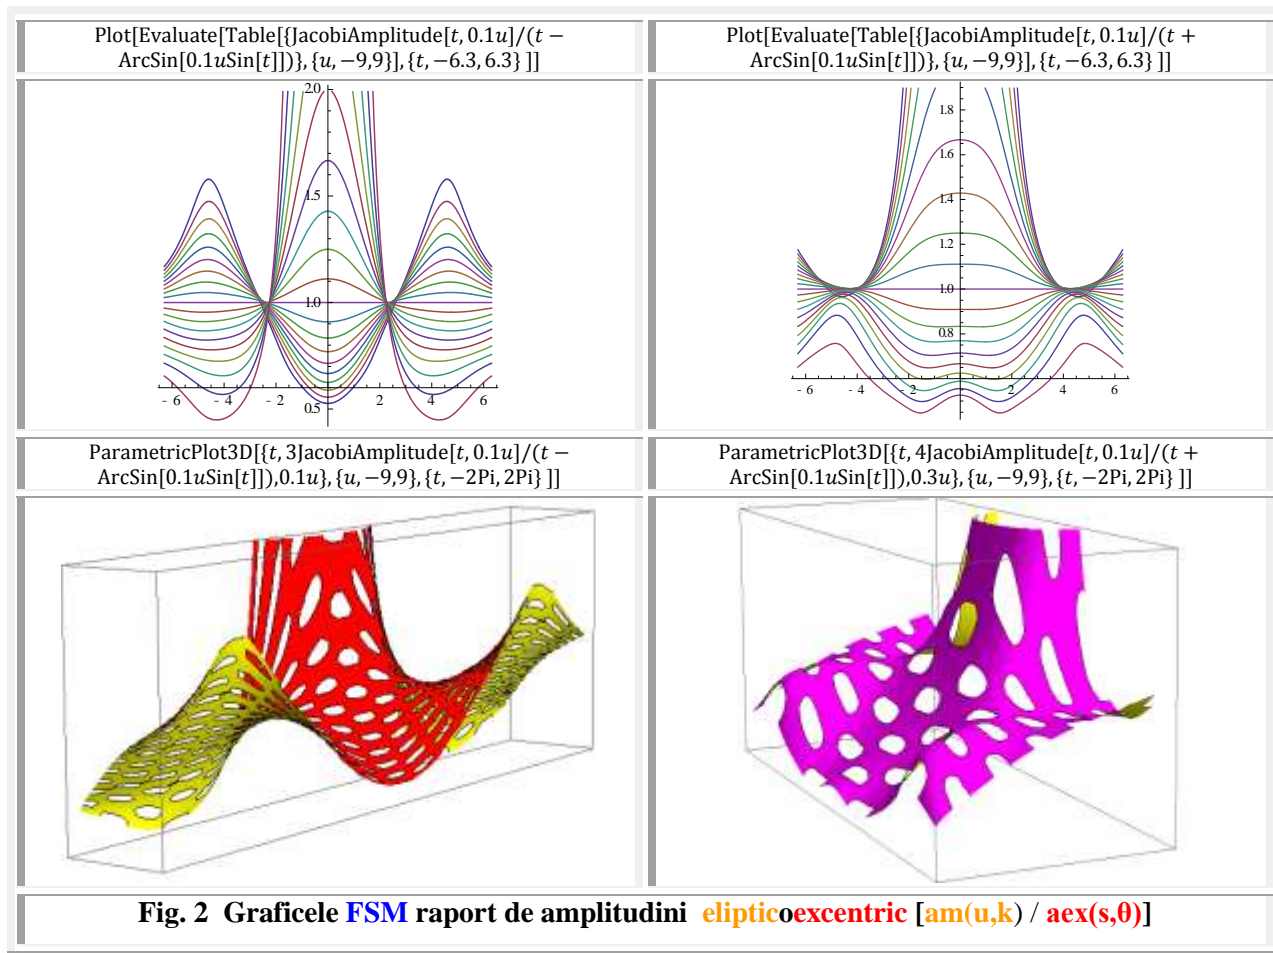 Plot[Evaluate[Table[{JacobiAmplitude[t, 0.1u]/(t −
ArcSin[0.1uSin[t]])}, {u, −9,9}], {t, −6.3, 6.3} ]]
Plot[Evaluate[Table[{JacobiAmplitude[t, 0.1u]/(t +
ArcSin[0.1uSin[t]])}, {u, −9,9}], {t, −6.3, 6.3} ]]
2.0
1.5
1.0
0.5
- 6
- 4
- 2
2
4
6
1.8
1.6
1.4
1.2
1.0
0.8
- 6
- 4
- 2
2
4
6
ParametricPlot3D[{t, 3JacobiAmplitude[t, 0.1u]/(t −
ArcSin[0.1uSin[t]]),0.1u}, {u, −9,9}, {t, −2Pi, 2Pi} ]]
ParametricPlot3D[{t, 4JacobiAmplitude[t, 0.1u]/(t +
ArcSin[0.1uSin[t]]),0.3u}, {u, −9,9}, {t, −2Pi, 2Pi} ]]
Fig. 2 Graficele FSM raport de amplitudini elipticoexcentric [am(u,k) / aex(s,θ)]